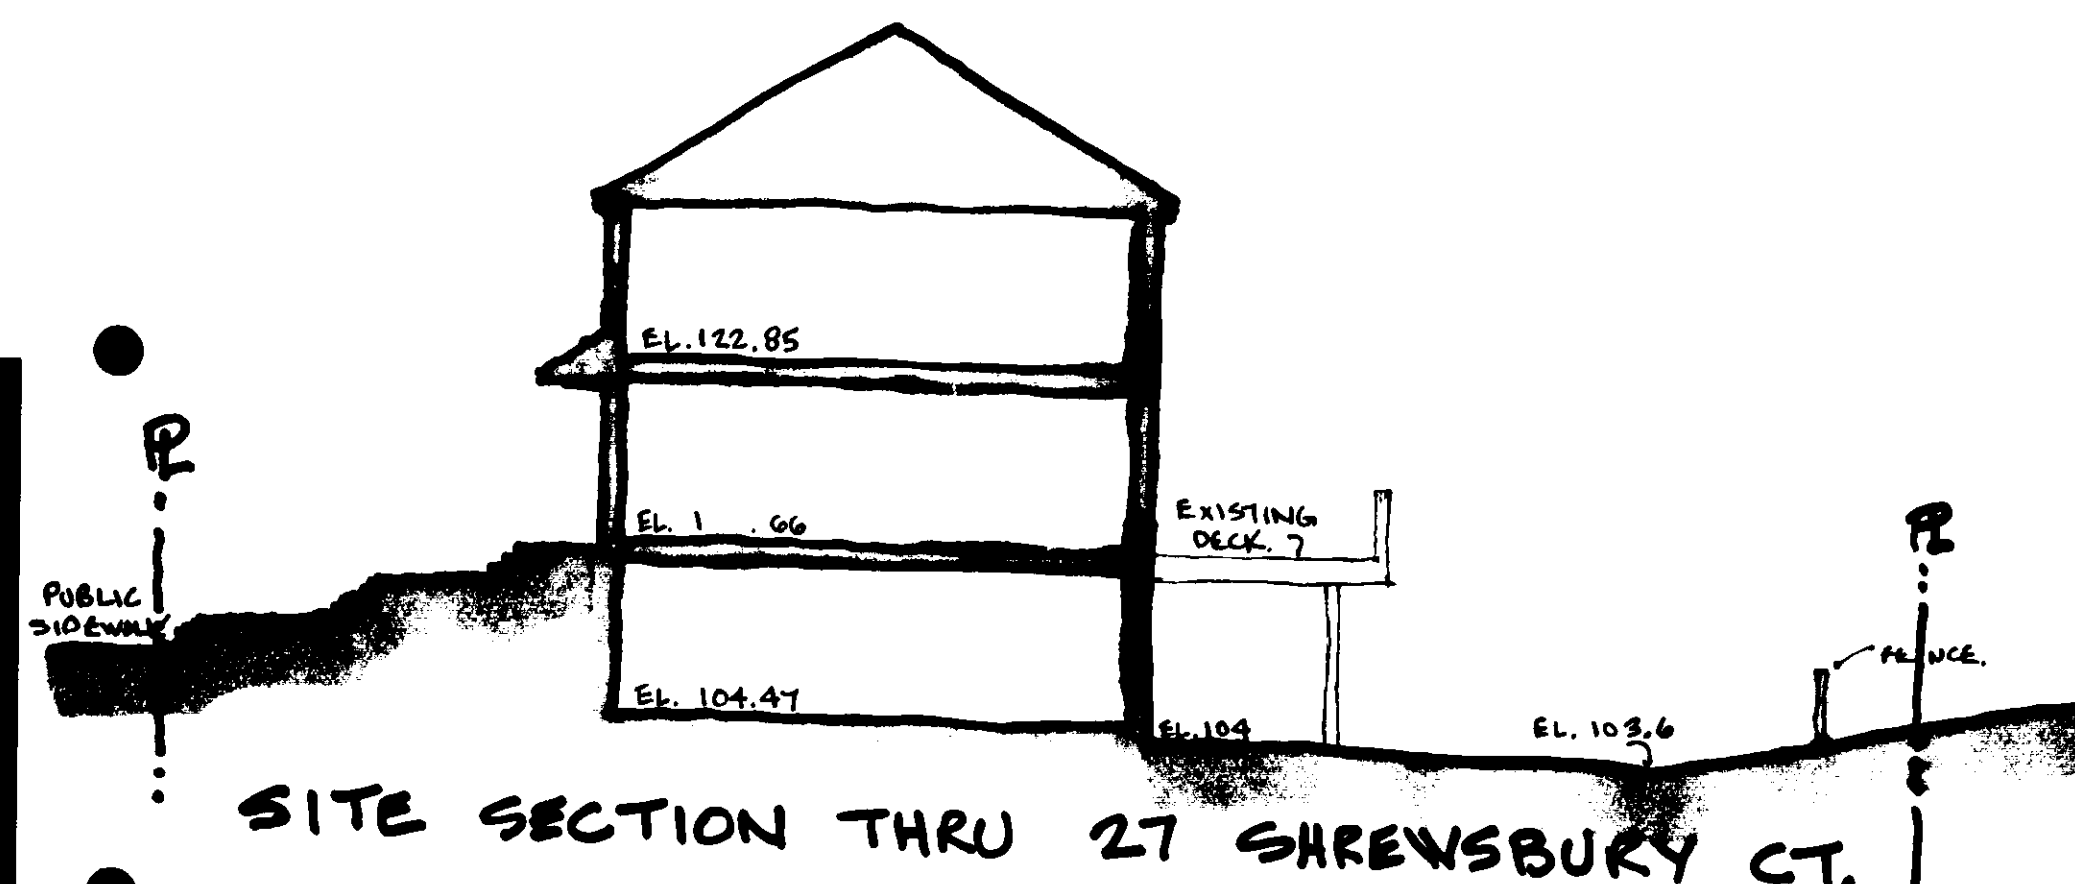 EL. 122.85
PL
EL. 1 . 66
EXISTING
DECK.
PL
PUBLIC
SIDEWALK
FENCE.
EL. 104.47
EL. 104
EL. 103.6
SITE SECTION THRU 27 SHREWSBURY CT.